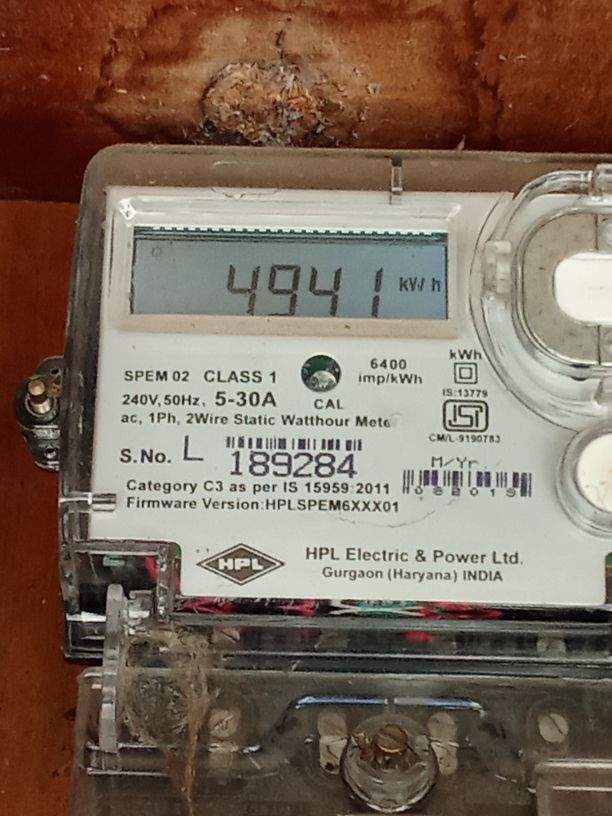 4941 kW h
SPEM 02 CLASS 1
6400
imp/kWh
kWh
IS:13779
240V,50Hz, 5-30A
CAL
ac, 1Ph, 2Wire Static Watthour Mete
CM/L-9190783
S.No. L 189284
M/Yr.
082019
Category C3 as per IS 15959:2011
Firmware Version:HPLSPEM6XXX01
HPL
HPL Electric & Power Ltd.
Gurgaon (Haryana) INDIA